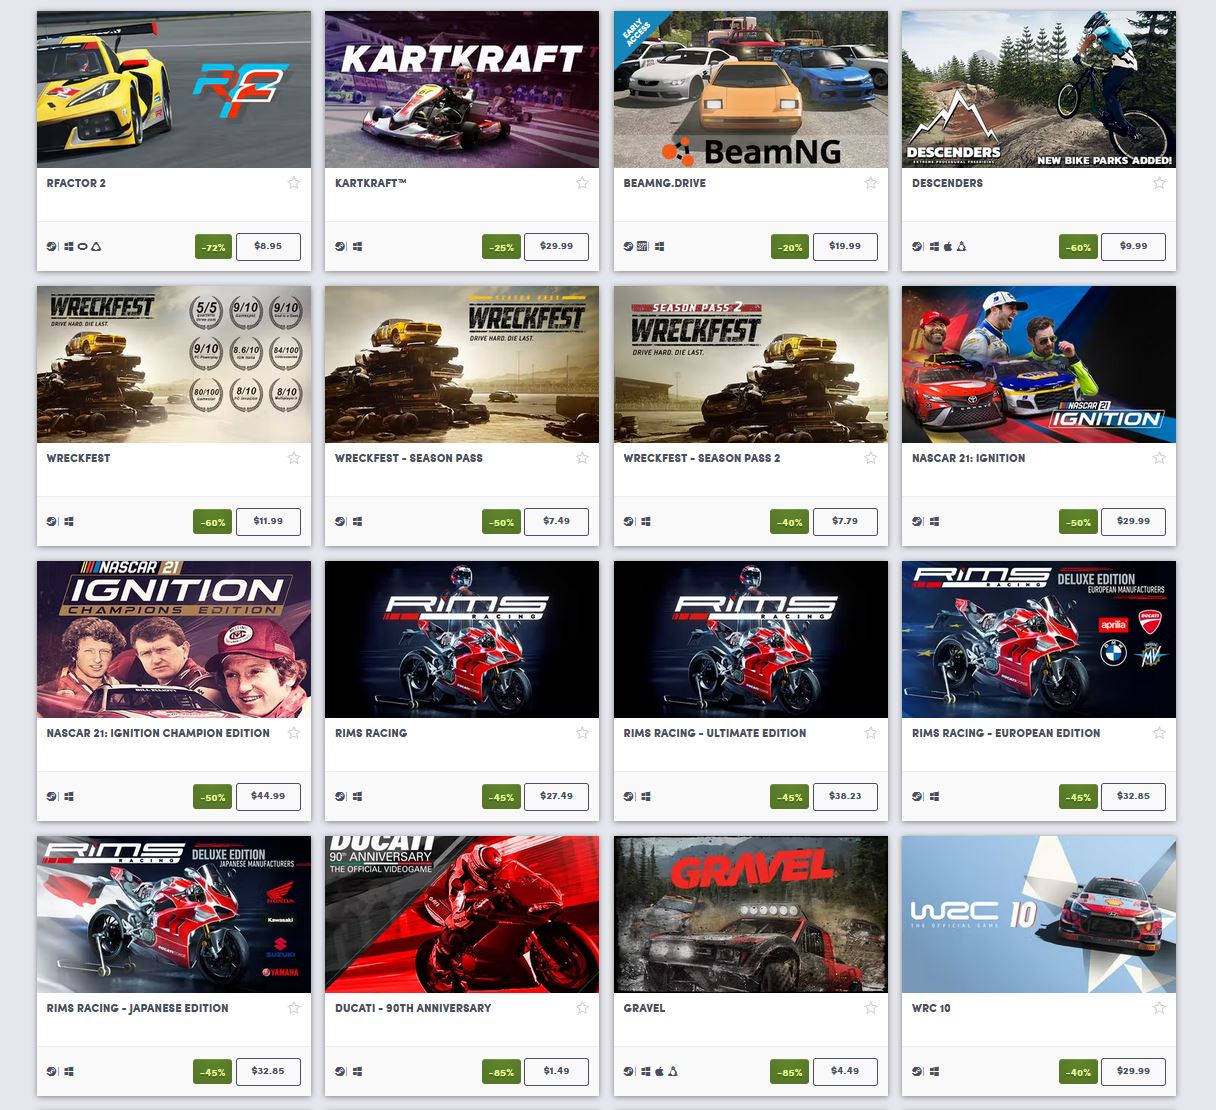 RF2
KARTKRAFT
EARLY
ACCESS
BeamNG
DESCENDERS
EXTREME PROCEDURAL FREERIDING
NEW BIKE PARKS ADDED!
RFACTOR 2
KARTKRAFT™
BEAMNG.DRIVE
DESCENDERS
-72% $8.95
-25% $29.99
-20% $19.99
-60% $9.99
WRECKFEST
DRIVE HARD. DIE LAST.
5/5 9/10 9/10
9/10 8.6/10 84/100
80/100 8/10 8/10
SEASON PASS
WRECKFEST
DRIVE HARD. DIE LAST.
SEASON PASS 2
WRECKFEST
DRIVE HARD. DIE LAST.
NASCAR 21
IGNITION
WRECKFEST
WRECKFEST - SEASON PASS
WRECKFEST - SEASON PASS 2
NASCAR 21: IGNITION
-60% $11.99
-50% $7.49
-40% $7.79
-50% $29.99
NASCAR 21
IGNITION
CHAMPIONS EDITION
BILL ELLIOTT
RiMS
RACING
RiMS
RACING
RiMS
RACING
DELUXE EDITION
EUROPEAN MANUFACTURERS
aprilia
DUCATI
BMW
MV
NASCAR 21: IGNITION CHAMPION EDITION
RIMS RACING
RIMS RACING - ULTIMATE EDITION
RIMS RACING - EUROPEAN EDITION
-50% $44.99
-45% $27.49
-45% $38.23
-45% $32.85
RiMS
RACING
DELUXE EDITION
JAPANESE MANUFACTURERS
HONDA
Kawasaki
SUZUKI
YAMAHA
DUCATI
90th ANNIVERSARY
THE OFFICIAL VIDEOGAME
GRAVEL
WRC 10
THE OFFICIAL GAME
RIMS RACING - JAPANESE EDITION
DUCATI - 90TH ANNIVERSARY
GRAVEL
WRC 10
-45% $32.85
-85% $1.49
-85% $4.49
-40% $29.99